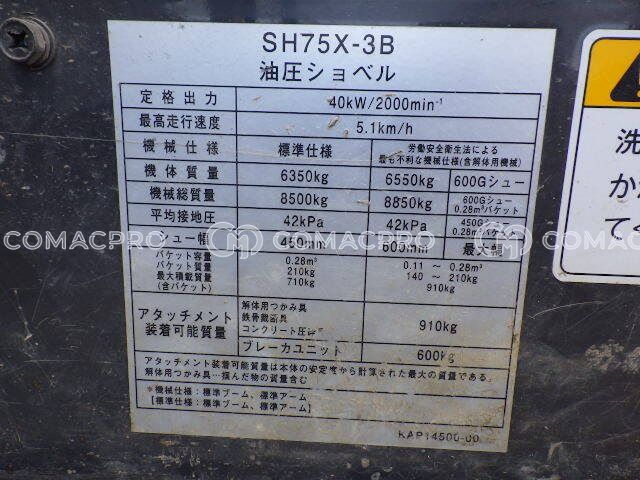 SH75X-3B
油圧ショベル
定格出力 40kW/2000min⁻¹
最高走行速度 5.1km/h
機械仕様 標準仕様 労働安全衛生法による
最も不利な機械仕様(含解体用機械)
機体質量 6350kg 6550kg 600Gシュー
機械総質量 8500kg 8850kg 600Gシュー
0.28m³バケット
平均接地圧 42kPa 42kPa 450Gシュー
0.28m³バケット
シュー幅 450mm 600mm 最大幅
バケット容量 0.28m³ 0.11 ~ 0.28m³
バケット質量 210kg 140 ~ 210kg
最大積載質量 710kg 910kg
(含バケット)
アタッチメント
装着可能質量
解体用つかみ具
鉄骨切断具
コンクリート圧砕具
910kg
ブレーカユニット 600kg
アタッチメント装着可能質量は本体の安定度から計算された最大の質量である。
解体用つかみ具…掴んだ物の質量含む
*機械仕様:標準ブーム、標準アーム
[標準仕様:標準ブーム、標準アーム]
KAP14500-00
洗
か
て
COMACPRO COMACPRO COMACPRO